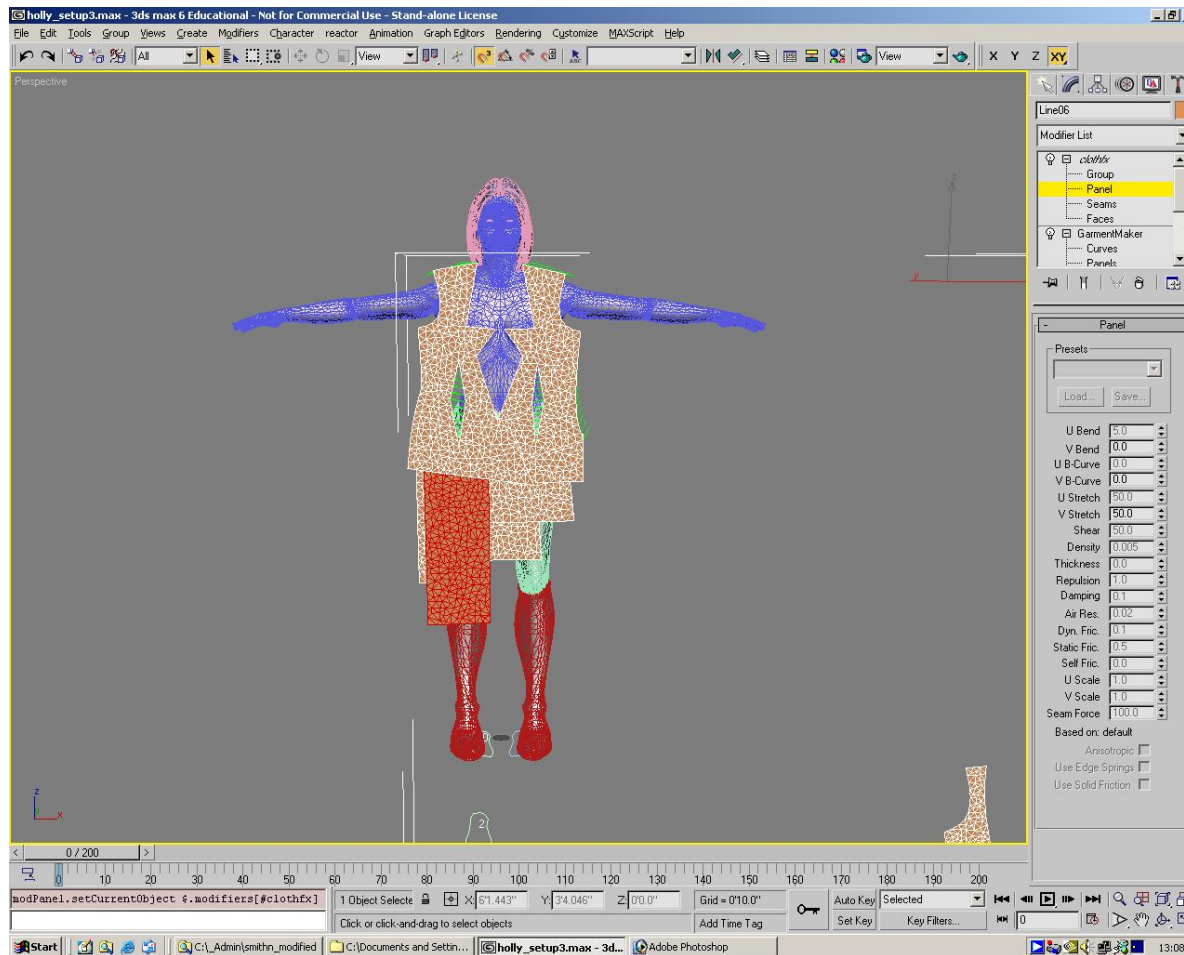 holly_setup3.max - 3ds max 6 Educational - Not for Commercial Use - Stand-alone License
File Edit Tools Group Views Create Modifiers Character reactor Animation Graph Editors Rendering Customize MAXScript Help
All View View X Y Z XY
Perspective
Line06
Modifier List
clothfx
Group
Panel
Seams
Faces
GarmentMaker
Curves
Panels
z
y
- Panel
Presets
Load... Save...
U Bend 5.0
V Bend 0.0
U B-Curve 0.0
V B-Curve 0.0
U Stretch 50.0
V Stretch 50.0
Shear 50.0
Density 0.005
Thickness 0.0
Repulsion 1.0
Damping 0.1
Air Res. 0.02
Dyn. Fric. 0.1
Static Fric. 0.5
Self Fric. 0.0
U Scale 1.0
V Scale 1.0
Seam Force 100.0
Based on: default
Anisotropic
Use Edge Springs
Use Solid Friction
z
x
2
< 0 / 200 >
0 10 20 30 40 50 60 70 80 90 100 110 120 130 140 150 160 170 180 190 200
modPanel.setCurrentObject $.modifiers[#clothfx]
1 Object Selecte X: 6'1.443" Y: 3'4.046" Z: 0'0.0" Grid = 0'10.0" Auto Key Selected
Click or click-and-drag to select objects Add Time Tag Set Key Key Filters... 0
Start C:\_Admin\smithn_modified C:\Documents and Settin... holly_setup3.max - 3d... Adobe Photoshop 13:08